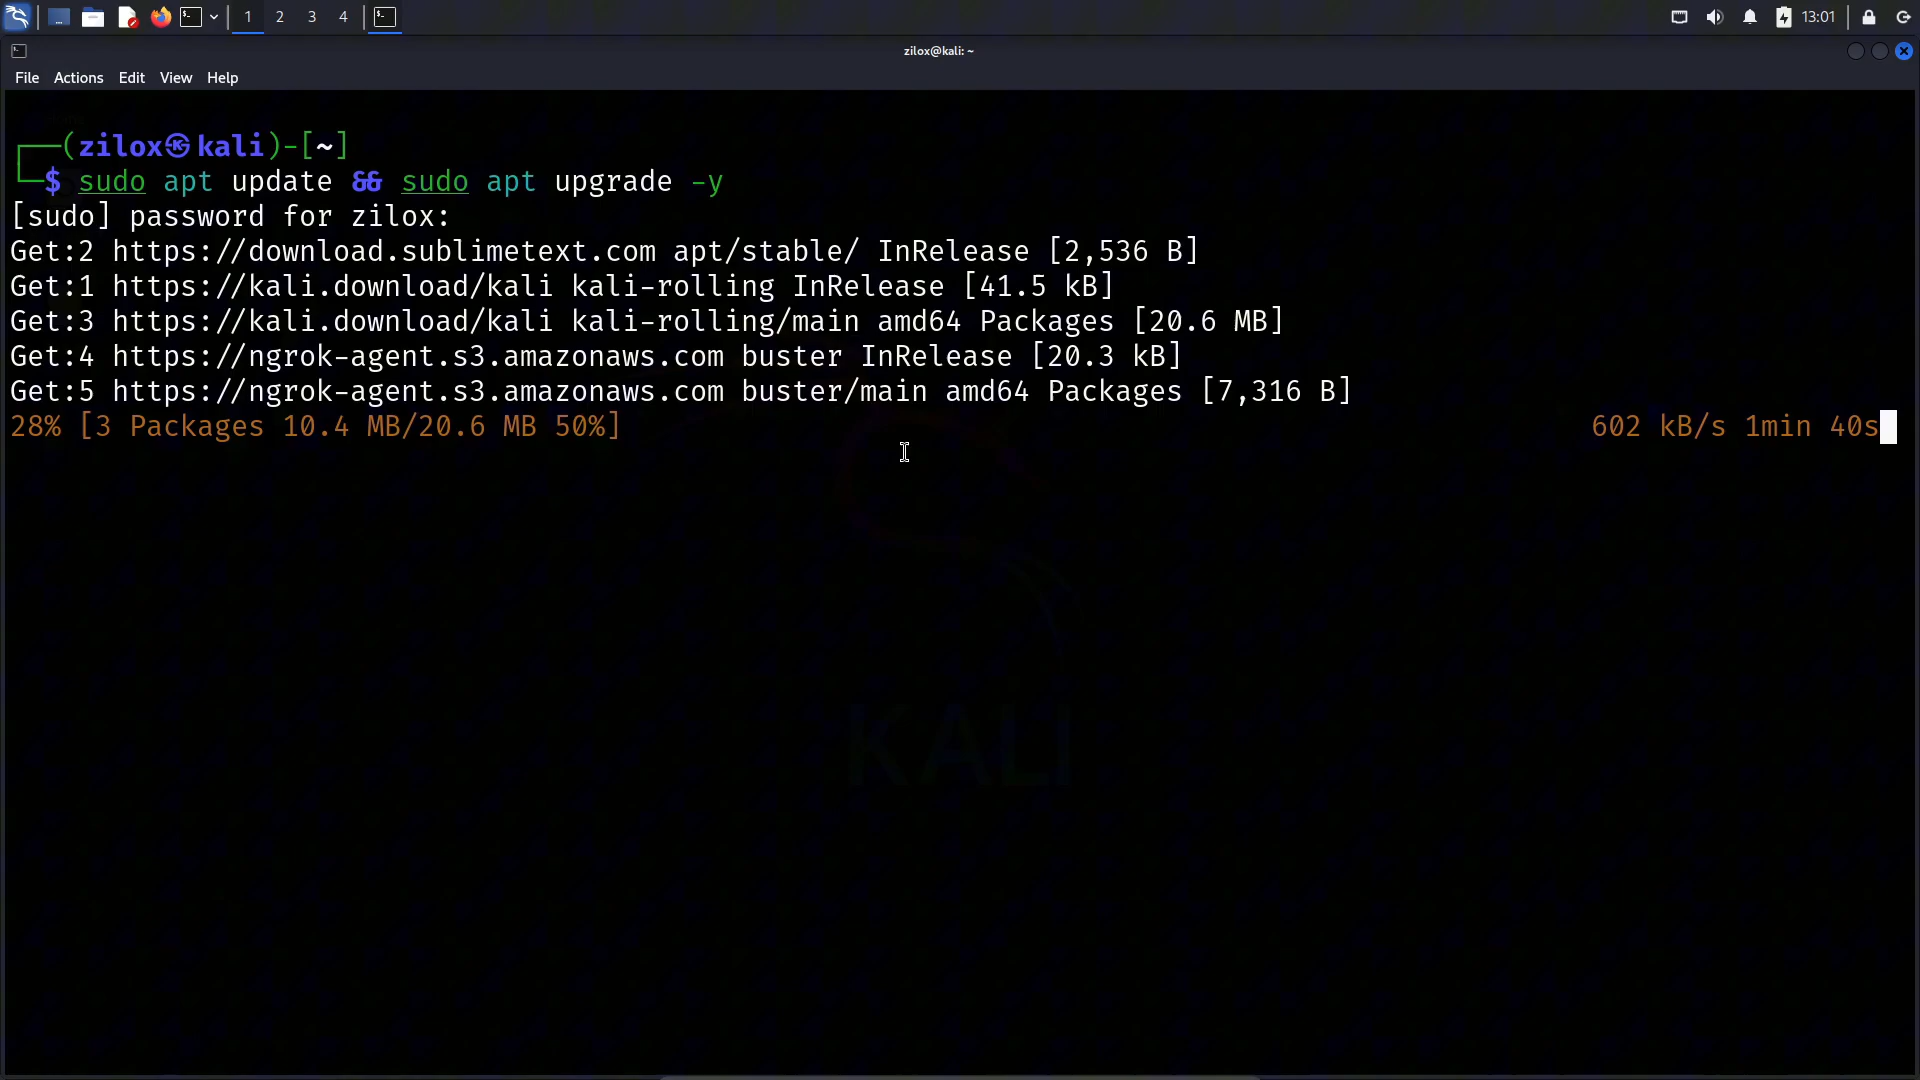 1 2 3 4 13:01
zilox@kali: ~
File Actions Edit View Help
┌──(zilox㉿kali)-[~]
└─$ sudo apt update && sudo apt upgrade -y
[sudo] password for zilox:
Get:2 https://download.sublimetext.com apt/stable/ InRelease [2,536 B]
Get:1 https://kali.download/kali kali-rolling InRelease [41.5 kB]
Get:3 https://kali.download/kali kali-rolling/main amd64 Packages [20.6 MB]
Get:4 https://ngrok-agent.s3.amazonaws.com buster InRelease [20.3 kB]
Get:5 https://ngrok-agent.s3.amazonaws.com buster/main amd64 Packages [7,316 B]
28% [3 Packages 10.4 MB/20.6 MB 50%] 602 kB/s 1min 40s
KALI